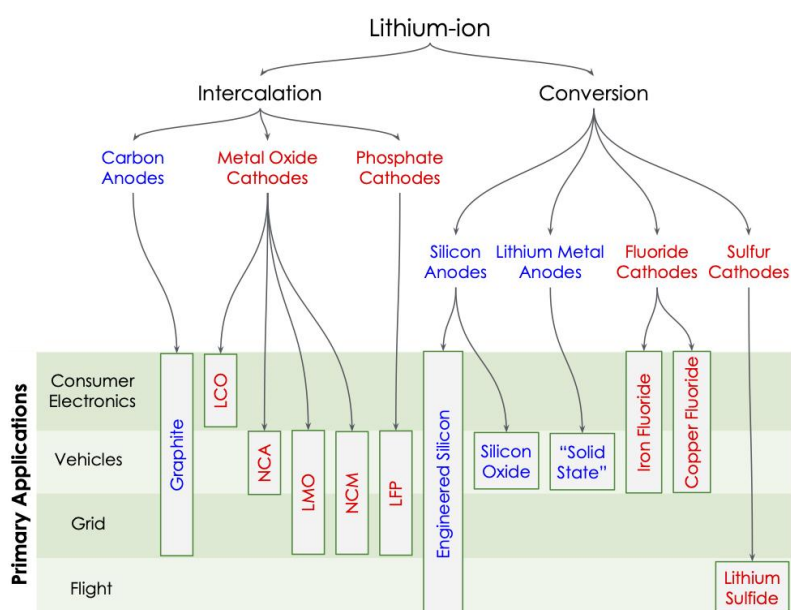 Lithium-ion
Intercalation
Conversion
Carbon
Anodes
Metal Oxide
Cathodes
Phosphate
Cathodes
Silicon
Anodes
Lithium Metal
Anodes
Fluoride
Cathodes
Sulfur
Cathodes
Primary Applications
Consumer
Electronics
Vehicles
Grid
Flight
Graphite
LCO
NCA
LMO
NCM
LFP
Engineered Silicon
Silicon
Oxide
“Solid
State”
Iron Fluoride
Copper Fluoride
Lithium
Sulfide